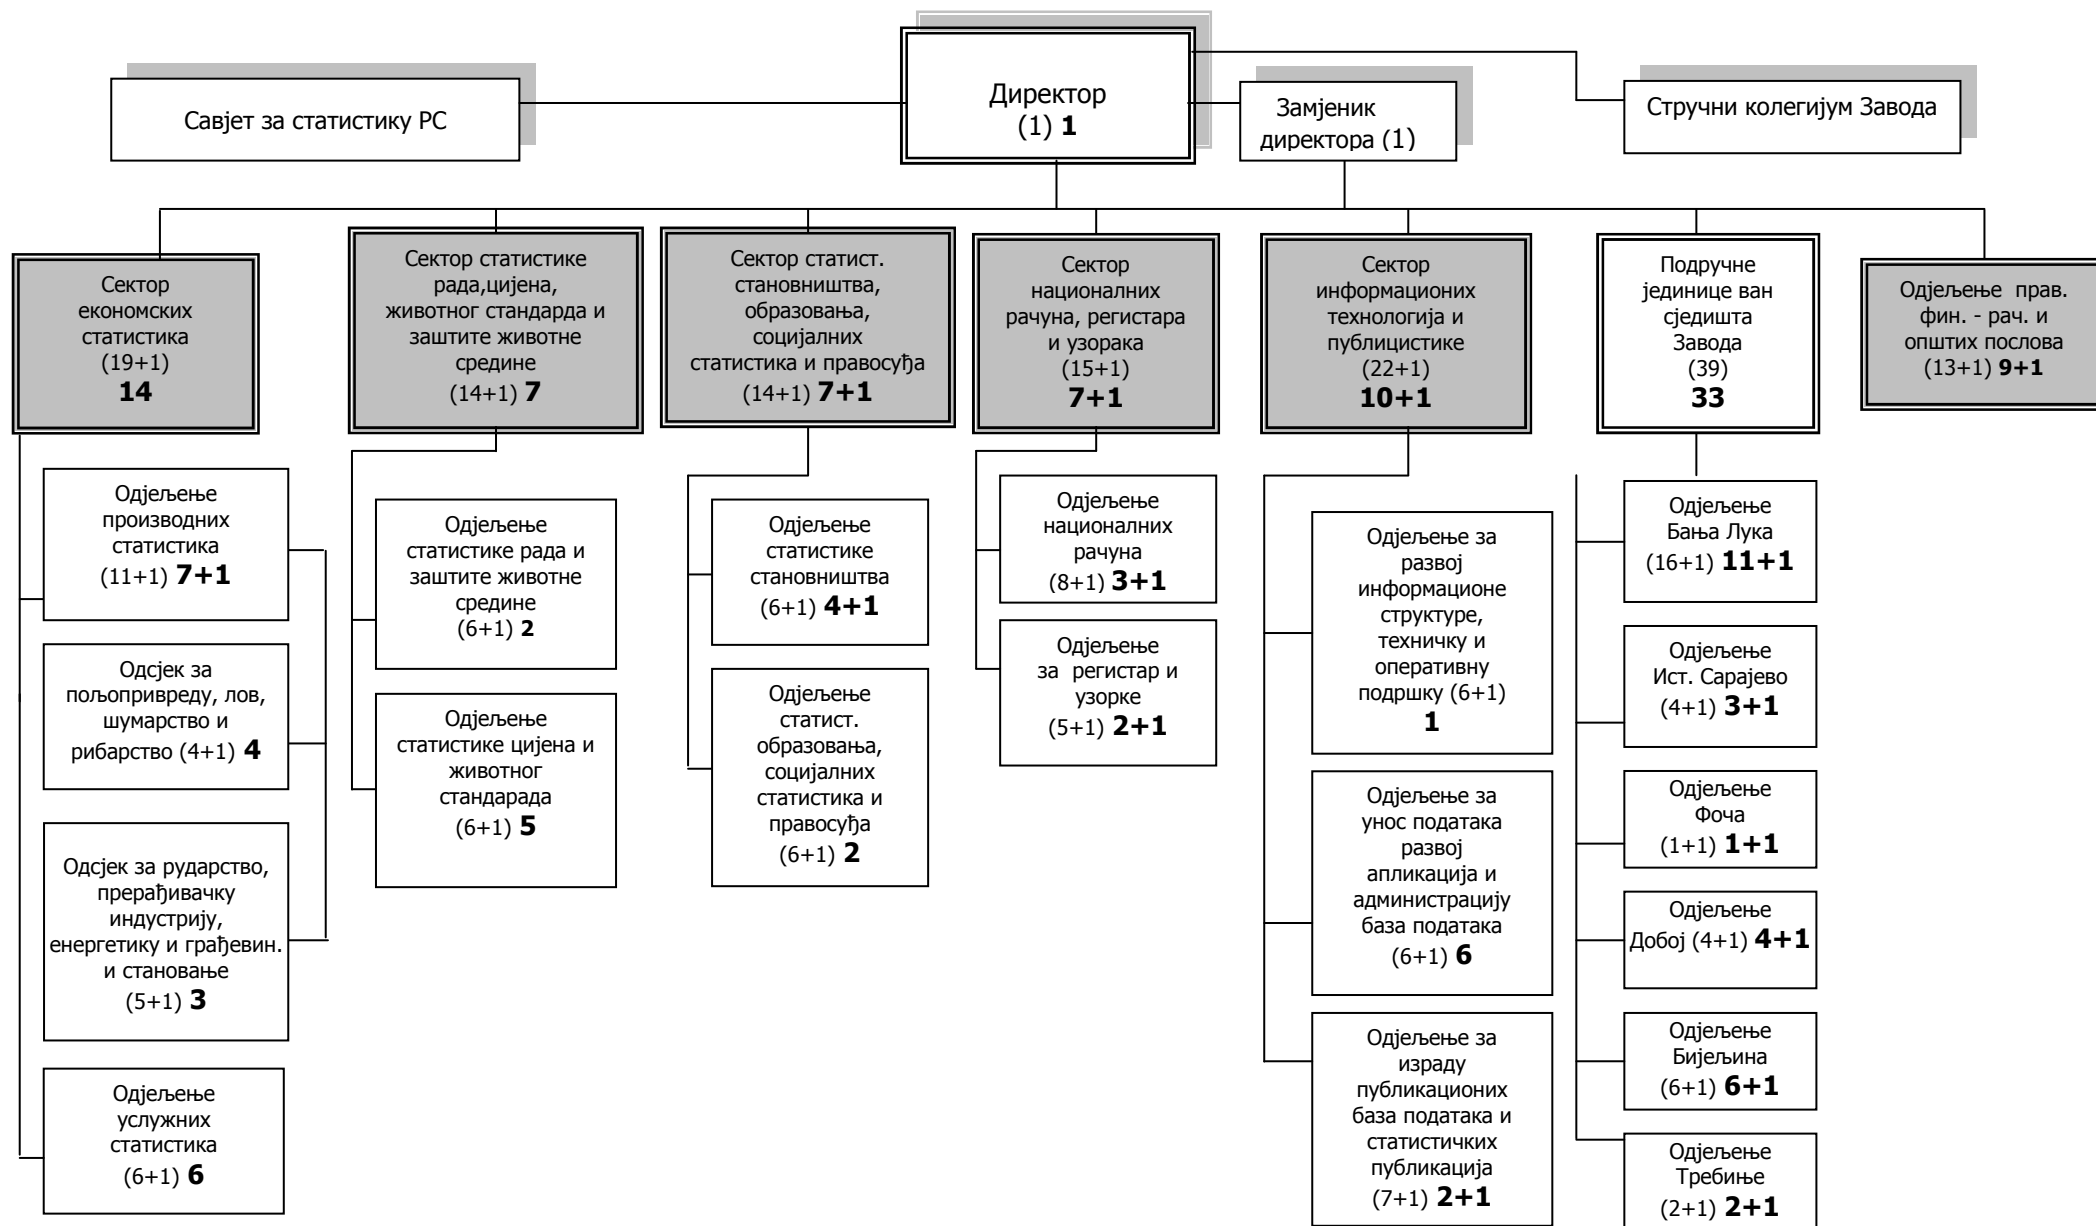 Савјет за статистику РС
Директор
(1) 1
Замјеник
директора (1)
Стручни колегијум Завода
Сектор
економских
статистика
(19+1)
14
Сектор статистике
рада,цијена,
животног стандарда и
заштите животне
средине
(14+1) 7
Сектор статист.
становништва,
образовања,
социјалних
статистика и правосуђа
(14+1) 7+1
Сектор
националних
рачуна, регистара
и узорака
(15+1)
7+1
Сектор
информационих
технологија и
публицистике
(22+1)
10+1
Подручне
јединице ван
сједишта
Завода
(39)
33
Одјељење прав.
фин. - рач. и
општих послова
(13+1) 9+1
Одјељење
производних
статистика
(11+1) 7+1
Одсјек за
пољопривреду, лов,
шумарство и
рибарство (4+1) 4
Одсјек за рударство,
прерађивачку
индустрију,
енергетику и грађевин.
и становање
(5+1) 3
Одјељење
услужних
статистика
(6+1) 6
Одјељење
статистике рада и
заштите животне
средине
(6+1) 2
Одјељење
статистике цијена и
животног
стандарада
(6+1) 5
Одјељење
статистике
становништва
(6+1) 4+1
Одјељење
статист.
образовања,
социјалних
статистика и
правосуђа
(6+1) 2
Одјељење
националних
рачуна
(8+1) 3+1
Одјељење
за регистар и
узорке
(5+1) 2+1
Одјељење за
развој
информационе
структуре,
техничку и
оперативну
подршку (6+1)
1
Одјељење за
унос података
развој
апликација и
администрацију
база података
(6+1) 6
Одјељење за
израду
публикационих
база података и
статистичких
публикација
(7+1) 2+1
Одјељење
Бања Лука
(16+1) 11+1
Одјељење
Ист. Сарајево
(4+1) 3+1
Одјељење
Фоча
(1+1) 1+1
Одјељење
Добој (4+1) 4+1
Одјељење
Бијељина
(6+1) 6+1
Одјељење
Требиње
(2+1) 2+1